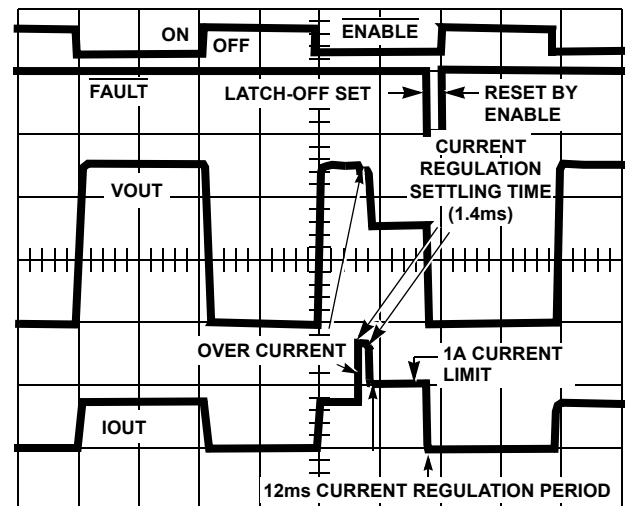 ON
OFF
ENABLE
FAULT
LATCH-OFF SET
RESET BY
ENABLE
CURRENT
REGULATION
SETTLING TIME
(1.4ms)
VOUT
OVER CURRENT
1A CURRENT
LIMIT
IOUT
12ms CURRENT REGULATION PERIOD